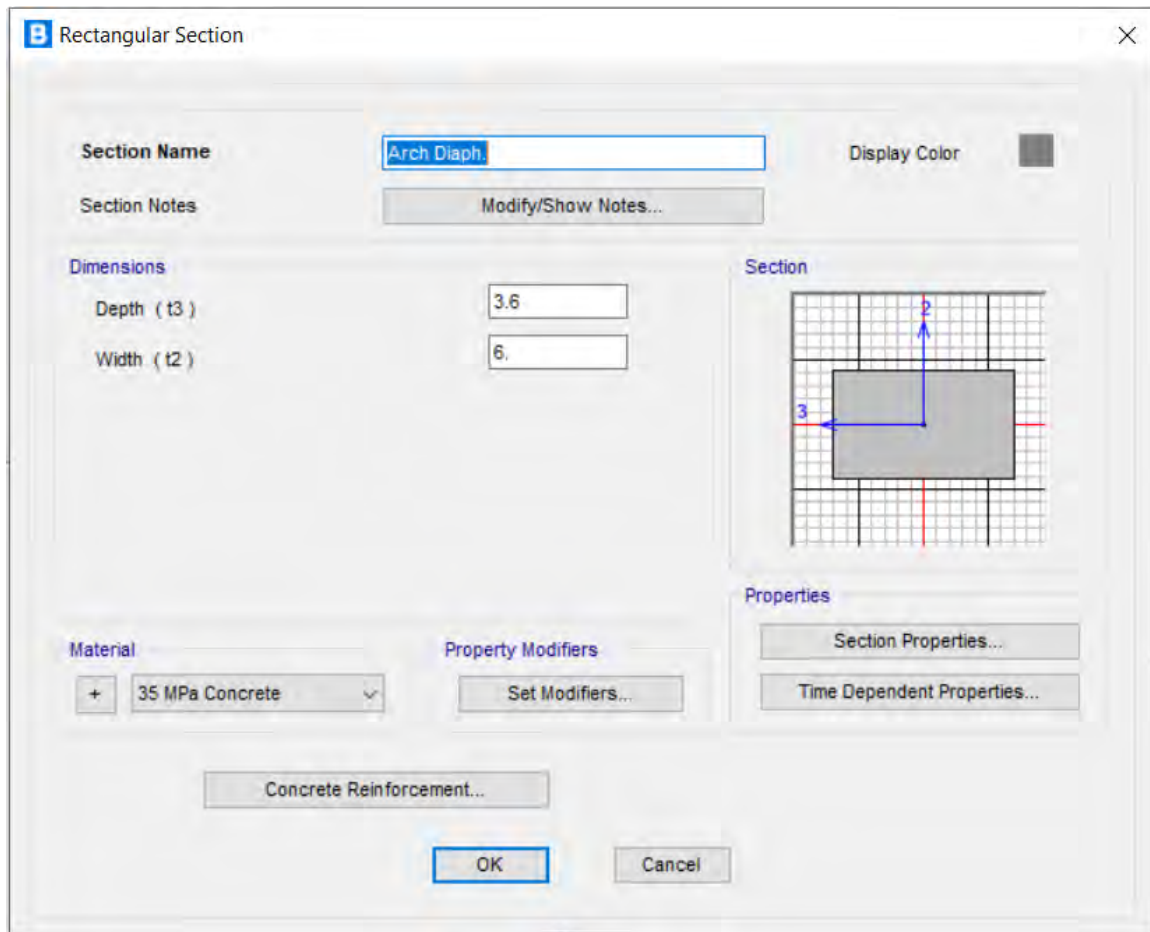 B Rectangular Section
Section Name Arch Diaph. Display Color
Section Notes Modify/Show Notes...
Dimensions
Depth ( t3 ) 3.6
Width ( t2 ) 6.
Section
2
3
Properties
Section Properties...
Time Dependent Properties...
Material
+ 35 MPa Concrete
Property Modifiers
Set Modifiers...
Concrete Reinforcement...
OK Cancel